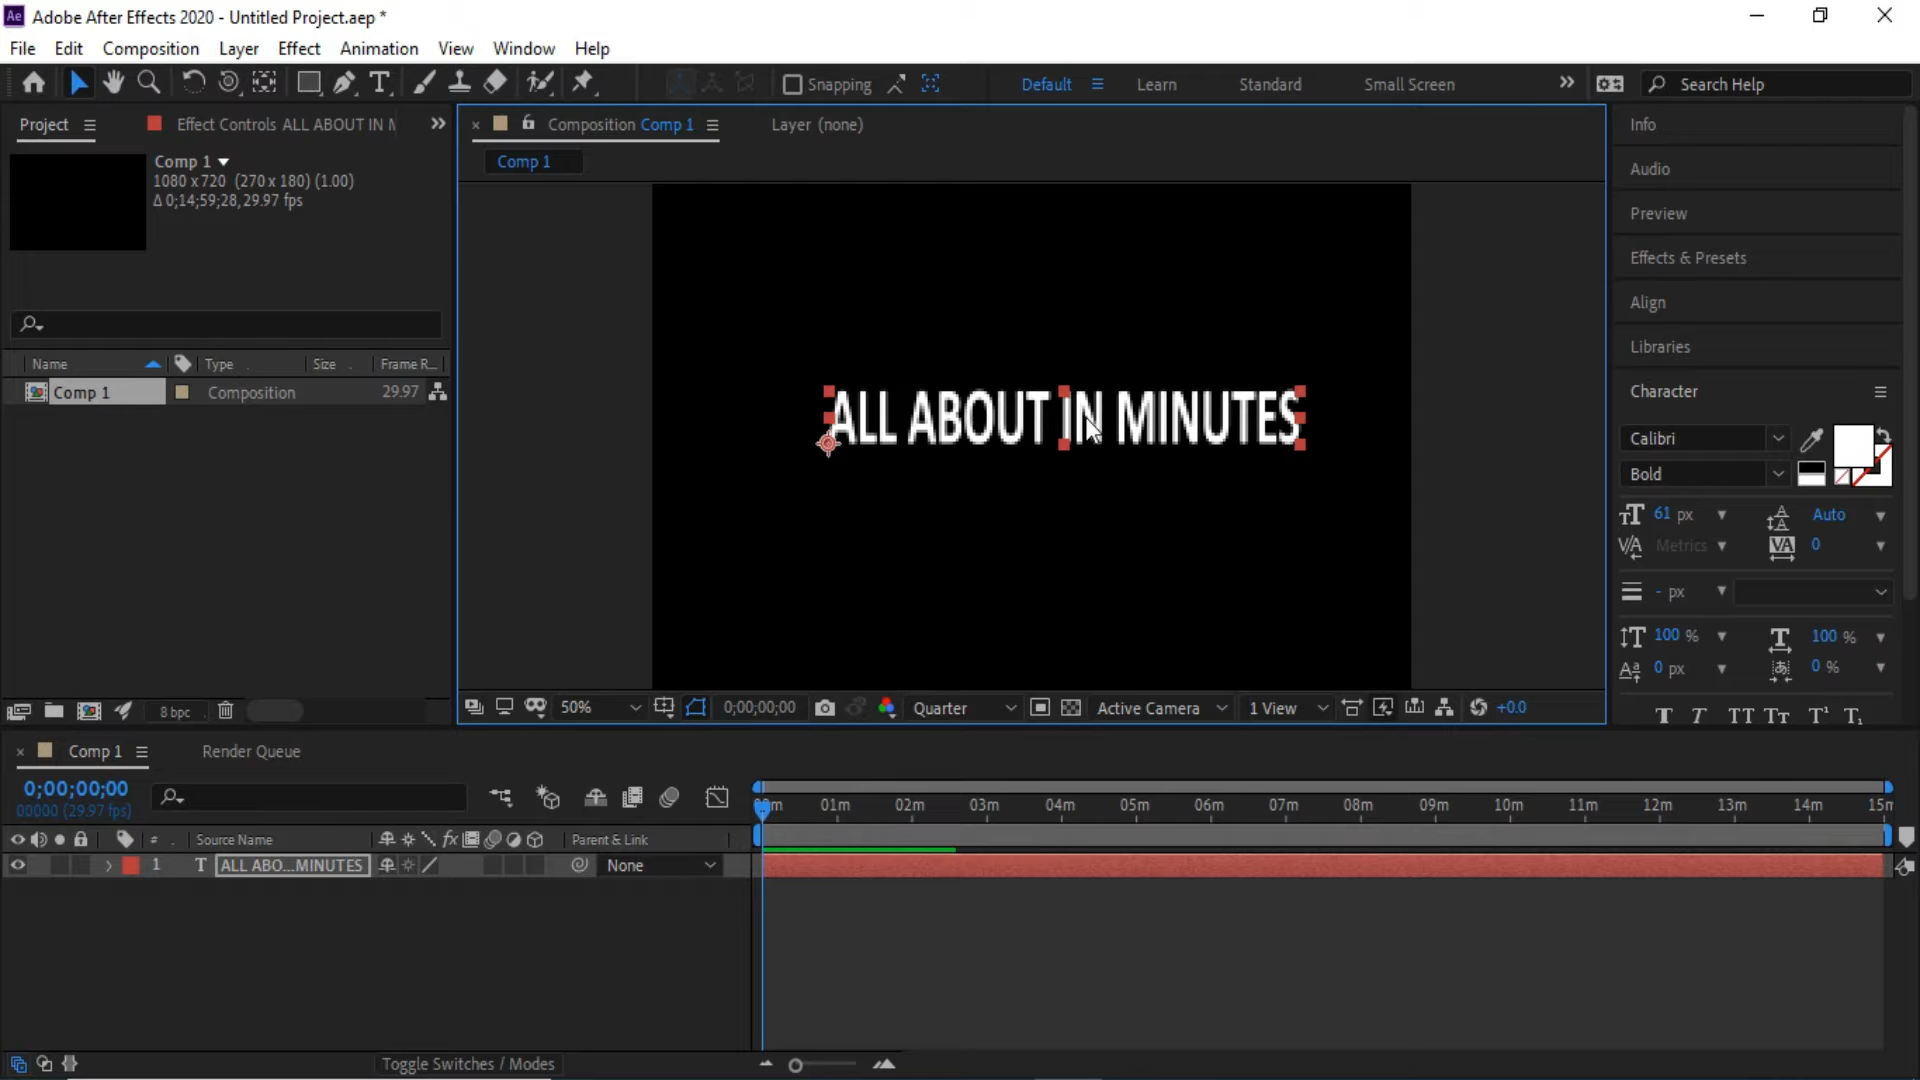 Ae Adobe After Effects 2020 - Untitled Project.aep *
File Edit Composition Layer Effect Animation View Window Help
Snapping Default Learn Standard Small Screen Search Help
Project Effect Controls ALL ABOUT IN
Composition Comp 1 Layer (none)
Comp 1
Comp 1
1080 x 720 (270 x 180) (1.00)
Δ 0;14;59;28, 29.97 fps
Name Type Size Frame R...
Comp 1 Composition 29.97
ALL ABOUT IN MINUTES
Info
Audio
Preview
Effects & Presets
Align
Libraries
Character
Calibri
Bold
61 px Auto
Metrics 0
- px
100 % 100 %
0 px 0 %
T T TT Tт T¹ T₁
8 bpc
50% 0;00;00;00 Quarter Active Camera 1 View +0.0
Comp 1 Render Queue
0;00;00;00
00000 (29.97 fps)
01m 02m 03m 04m 05m 06m 07m 08m 09m 10m 11m 12m 13m 14m
# Source Name fx Parent & Link
1 T ALL ABO...MINUTES None
Toggle Switches / Modes